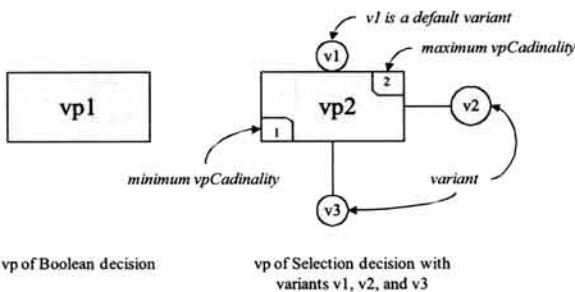 v1 is a default variant
v1
maximum vpCadinality
2
vp1
vp2
v2
1
minimum vpCadinality
variant
v3
vp of Boolean decision
vp of Selection decision with
variants v1, v2, and v3